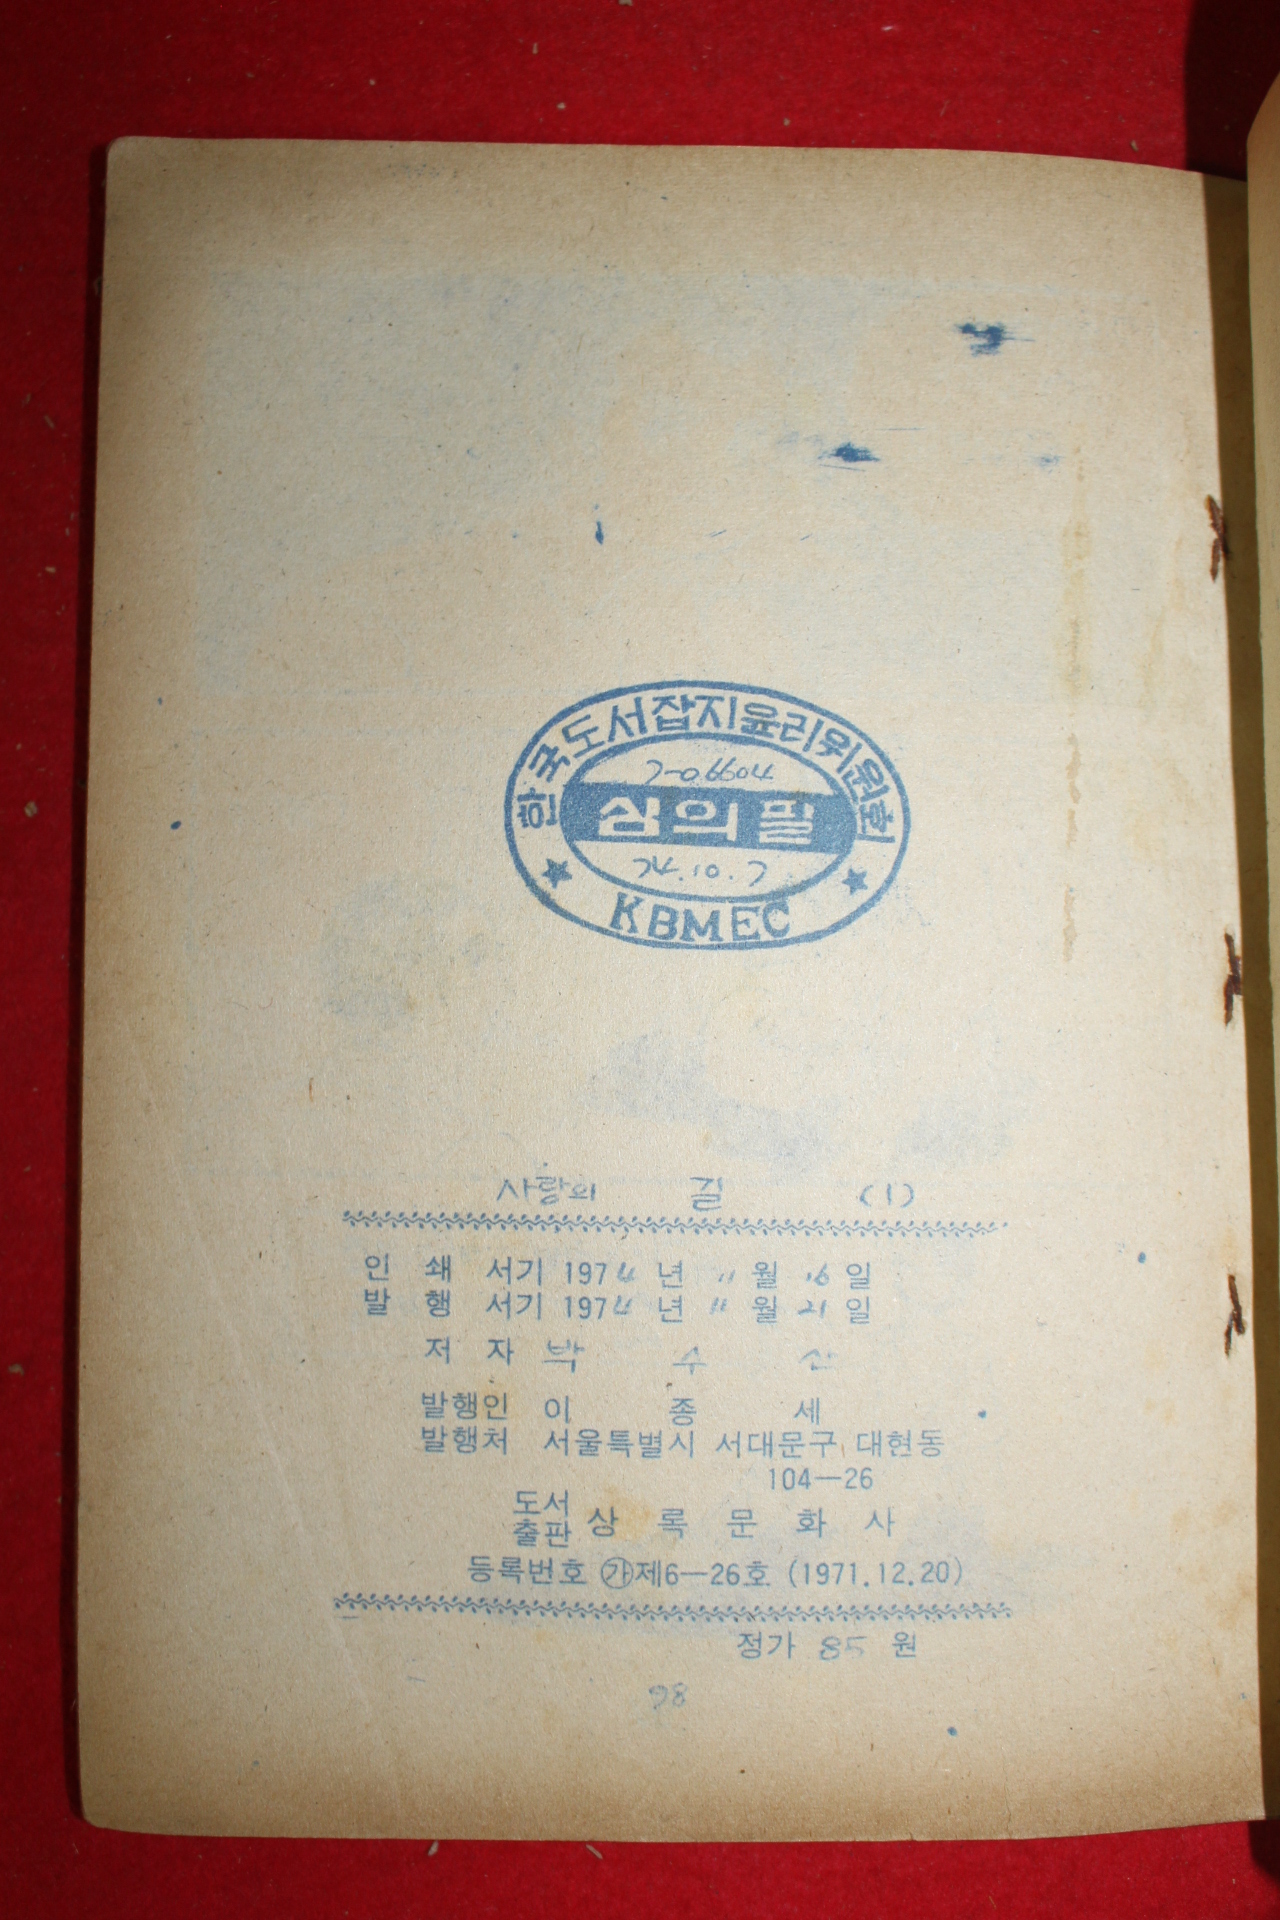 한국도서잡지윤리위원회
7-06604
심의필
74.10.7
KBMEC
사랑의 길 (1)
인 쇄 서기 1974 년 11 월 16 일
발 행 서기 1974 년 11 월 21 일
저 자 박 수 산
발행인 이 종 세
발행처 서울특별시 서대문구 대현동
104—26
도서출판 상 록 문 화 사
등록번호 ㉮제6—26호 (1971.12.20)
정가 85 원
98